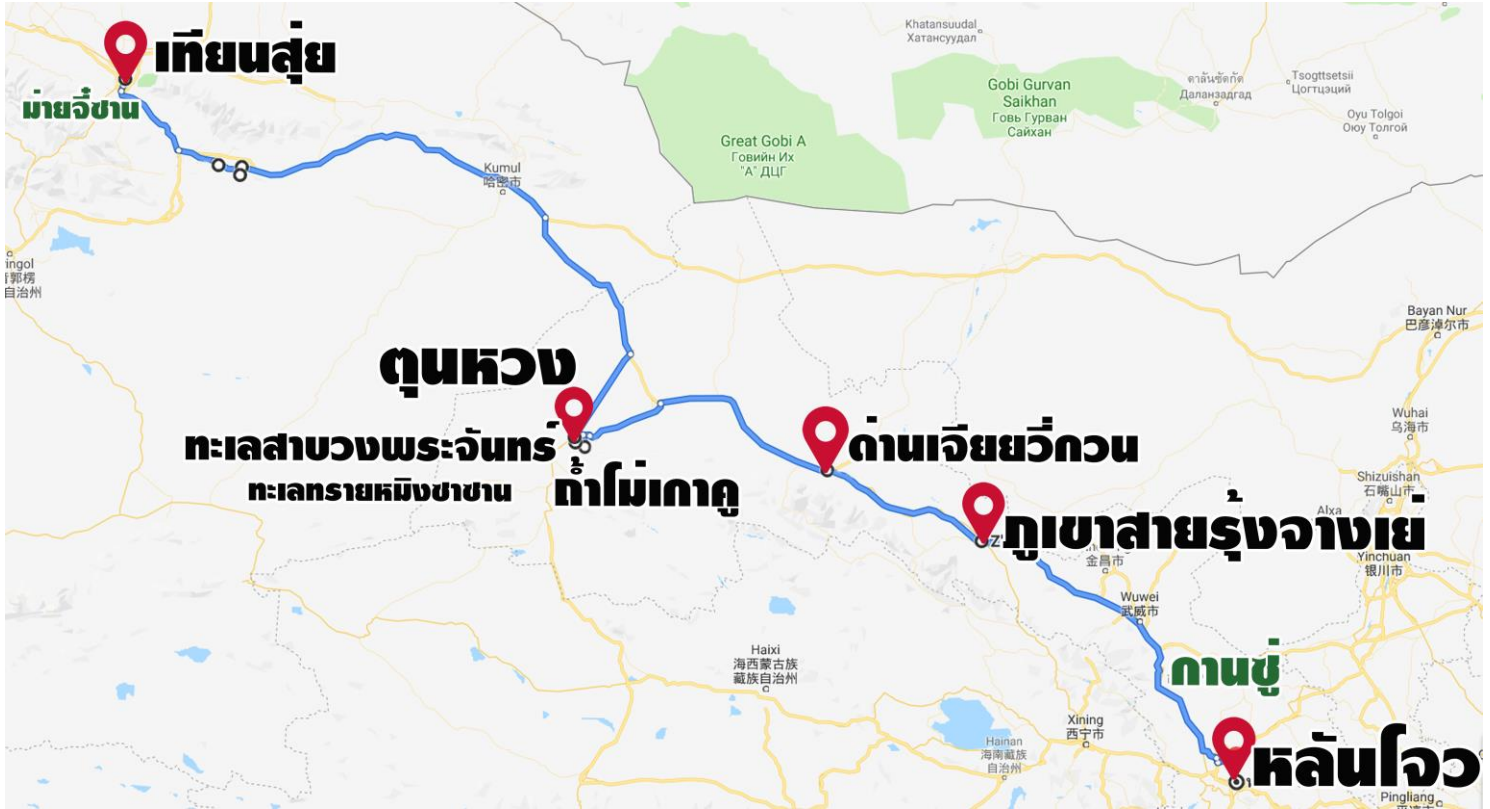 Khatansuudal
Хатансуудал
เทียนสุ่ย
ม่ายจี๋ซาน
Gobi Gurvan
Saikhan
Говь Гурван
Сайхан
ดาลันซัดกัด
Даланзадгад
Tsogttsetsii
Цогтцэций
Oyu Tolgoi
Оюу Толгой
Great Gobi A
Говийн Их
"А" ДЦГ
Kumul
哈密市
ingol
音郭楞
自治州
Bayan Nur
巴彦淖尔市
ตุนหวง
ทะเลสาบวงพระจันทร์
ทะเลทรายหมิงซาซาน
ถ้ำโม่เกาคู
ด่านเจียยวี่กวน
Wuhai
乌海市
Shizuishan
石嘴山市
Alxa
ภูเขาสายรุ้งจางเย่
金昌市
Yinchuan
银川市
Wuwei
武威市
Haixi
海西蒙古族
藏族自治州
กานซู่
Xining
西宁市
Hainan
海南藏族
自治州
หลันโจว
Pingliang